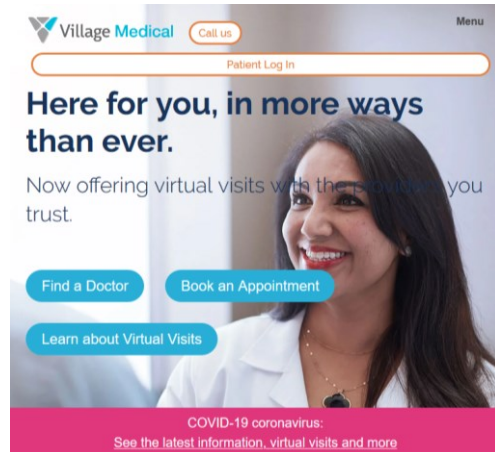 Village Medical
Call us
Menu
Patient Log In
Here for you, in more ways
than ever.
Now offering virtual visits with the providers you
trust.
Find a Doctor
Book an Appointment
Learn about Virtual Visits
COVID-19 coronavirus:
See the latest information, virtual visits and more